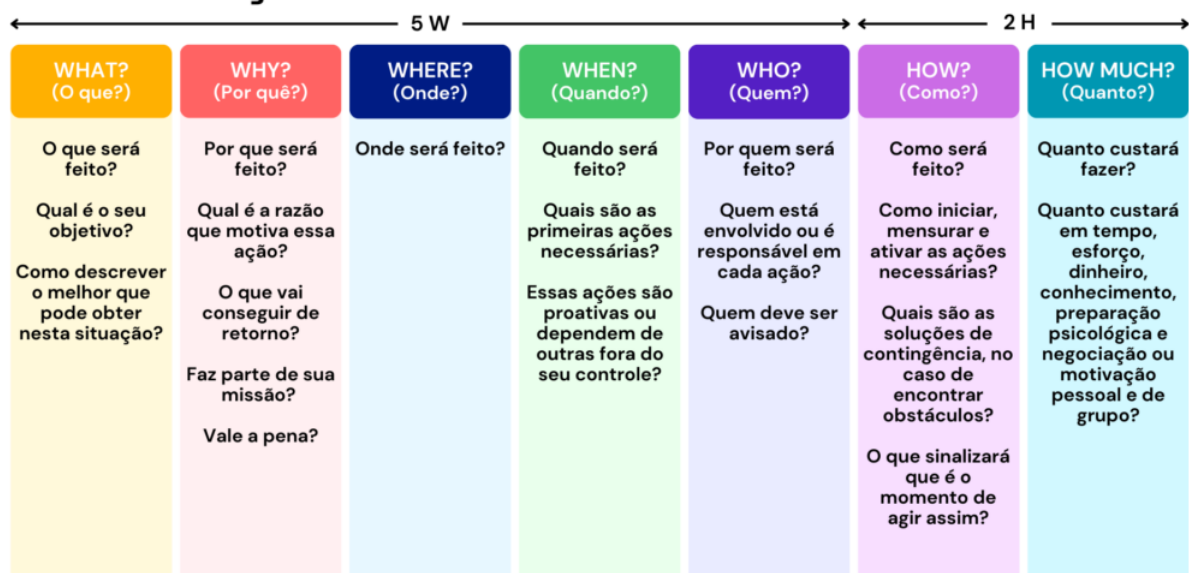 5 W
2 H
WHAT?
(O que?)
O que será
feito?
Qual é o seu
objetivo?
Como descrever
o melhor que
pode obter
nesta situação?
WHY?
(Por quê?)
Por que será
feito?
Qual é a razão
que motiva essa
ação?
O que vai
conseguir de
retorno?
Faz parte de sua
missão?
Vale a pena?
WHERE?
(Onde?)
Onde será feito?
WHEN?
(Quando?)
Quando será
feito?
Quais são as
primeiras ações
necessárias?
Essas ações são
proativas ou
dependem de
outras fora do
seu controle?
WHO?
(Quem?)
Por quem será
feito?
Quem está
envolvido ou é
responsável em
cada ação?
Quem deve ser
avisado?
HOW?
(Como?)
Como será
feito?
Como iniciar,
mensurar e
ativar as ações
necessárias?
Quais são as
soluções de
contingência, no
caso de
encontrar
obstáculos?
O que sinalizará
que é o
momento de
agir assim?
HOW MUCH?
(Quanto?)
Quanto custará
fazer?
Quanto custará
em tempo,
esforço,
dinheiro,
conhecimento,
preparação
psicológica e
negociação ou
motivação
pessoal e de
grupo?